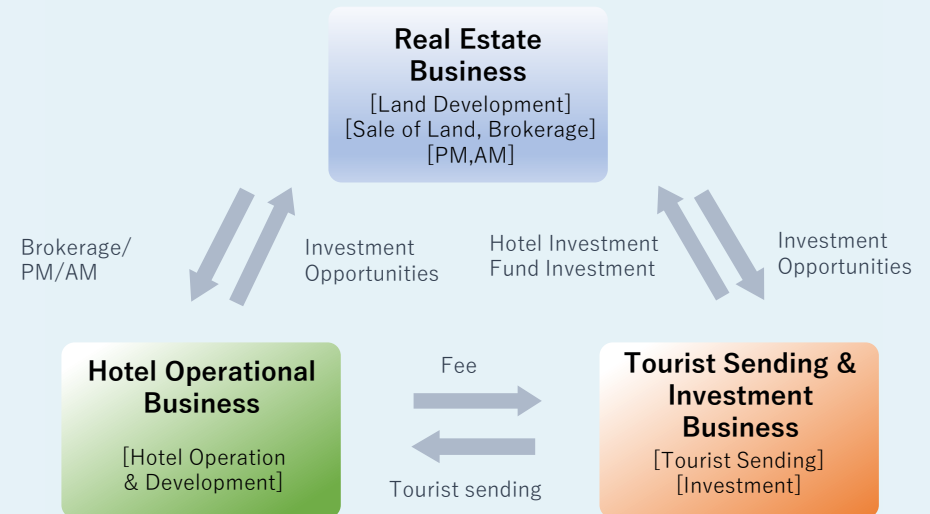 Real Estate
Business
[Land Development]
[Sale of Land, Brokerage]
[PM,AM]
Brokerage/
PM/AM
Investment
Opportunities
Hotel Investment
Fund Investment
Investment
Opportunities
Hotel Operational
Business
[Hotel Operation
& Development]
Fee
Tourist sending
Tourist Sending &
Investment
Business
[Tourist Sending]
[Investment]